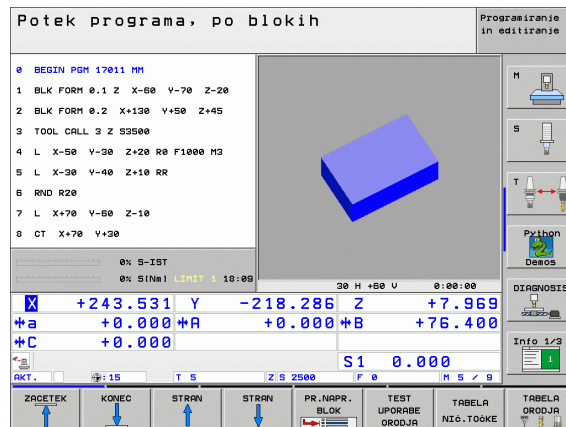 Potek programa, po blokih
Programiranje
in editiranje
0 BEGIN PGM 17011 MM
1 BLK FORM 0.1 Z X-60 Y-70 Z-20
2 BLK FORM 0.2 X+130 Y+50 Z+45
3 TOOL CALL 3 Z S3500
4 L X-50 Y-30 Z+20 R0 F1000 M3
5 L X-30 Y-40 Z+10 RR
6 RND R20
7 L X+70 Y-60 Z-10
8 CT X+70 Y+30
0% S-IST
0% S[Nm] LIMIT 1 18:09
30 H +60 V 0:00:00
X +243.531 Y -218.286 Z +7.969
a +0.000 A +0.000 B +76.400
C +0.000
S1 0.000
AKT. :15 T 5 Z S 2500 F 0 M 5 / 9
M
S
T
Python
Demos
DIAGNOSIS
Info 1/3
ZACETEK
KONEC
STRAN
STRAN
PR.NAPR.
BLOK
TEST
UPORABE
ORODJA
TABELA
NIČ.TOČKE
TABELA
ORODJA